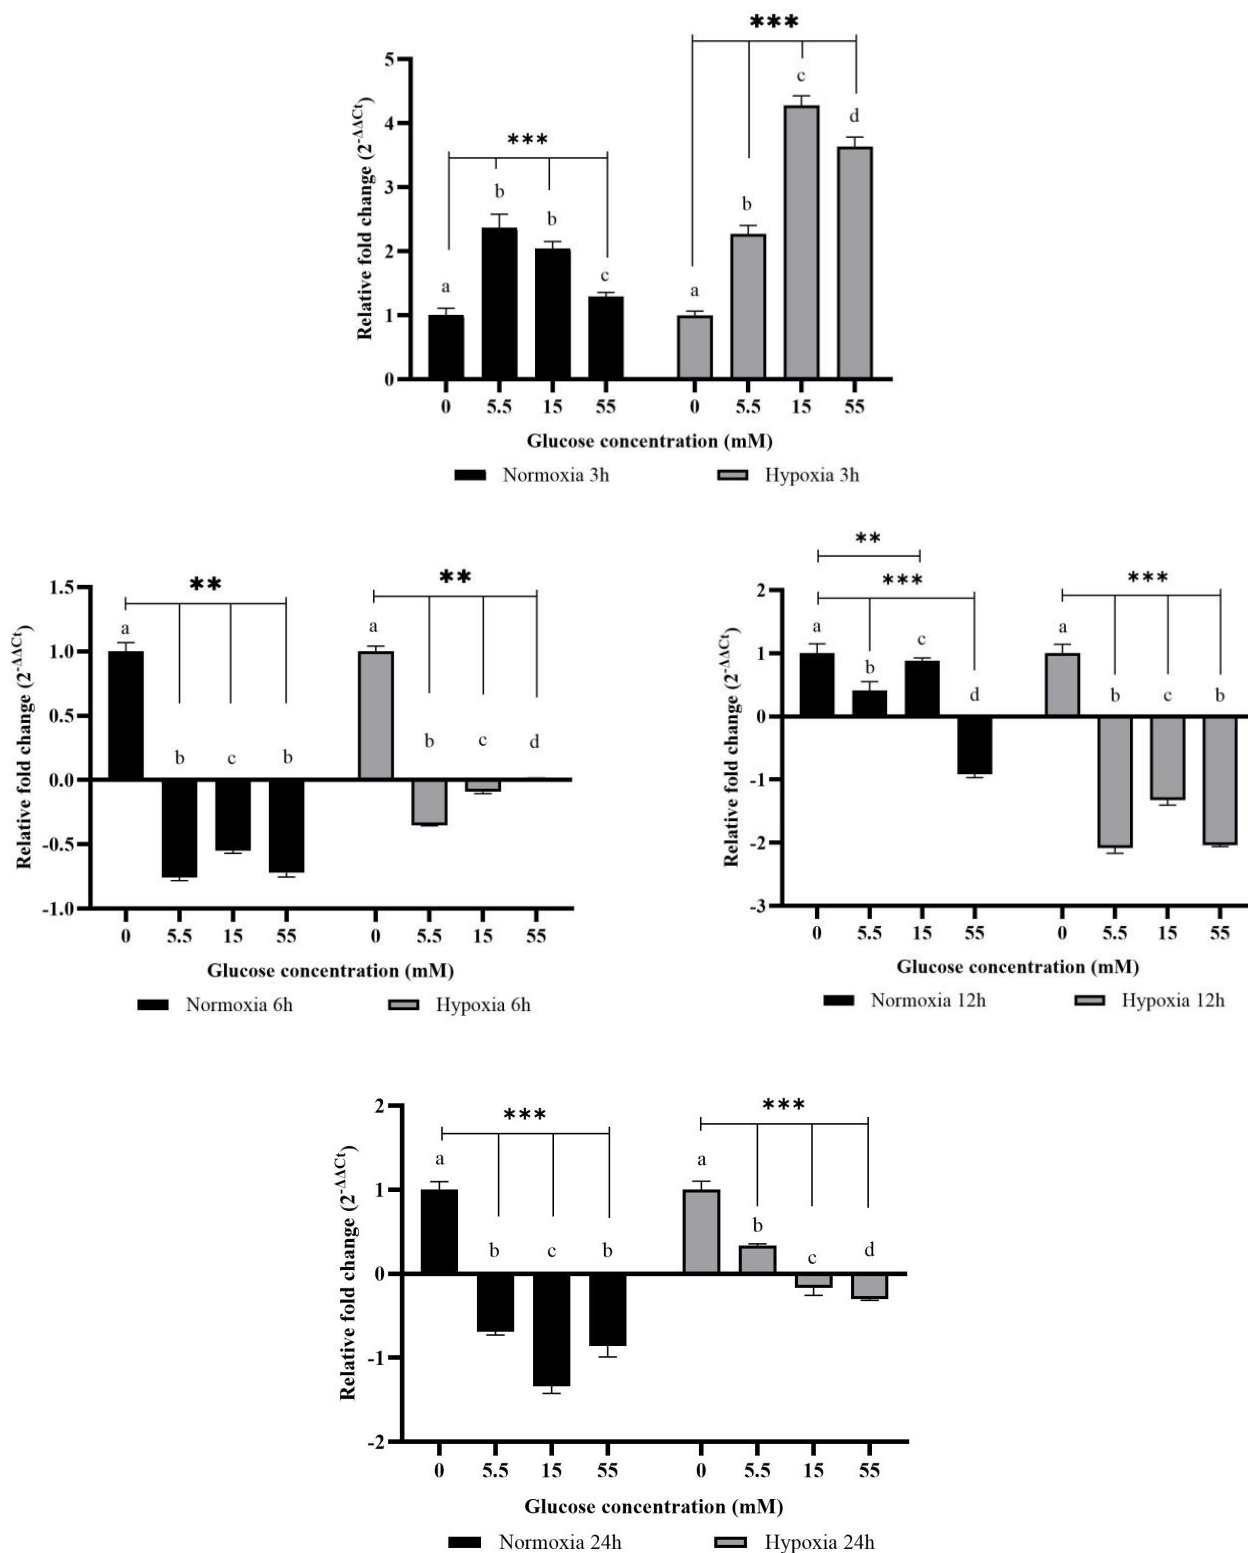 ***
5
c
d
4
***
3
b
b
b
2
c
a
a
1
0
Relative fold change (2-ΔΔCt)
0 5.5 15 55 0 5.5 15 55
Glucose concentration (mM)
Normoxia 3h Hypoxia 3h
** **
1.5
a a
1.0
0.5
b c b b c d
0.0
-0.5
-1.0
Relative fold change (2-ΔΔCt)
0 5.5 15 55 0 5.5 15 55
Glucose concentration (mM)
Normoxia 6h Hypoxia 6h
**
*** ***
2
a c a
1
b d b c b
0
-1
-2
-3
Relative fold change (2-ΔΔCt)
0 5.5 15 55 0 5.5 15 55
Glucose concentration (mM)
Normoxia 12h Hypoxia 12h
*** ***
2
a a
1
b c b b c d
0
-1
-2
Relative fold change (2-ΔΔCt)
0 5.5 15 55 0 5.5 15 55
Glucose concentration (mM)
Normoxia 24h Hypoxia 24h